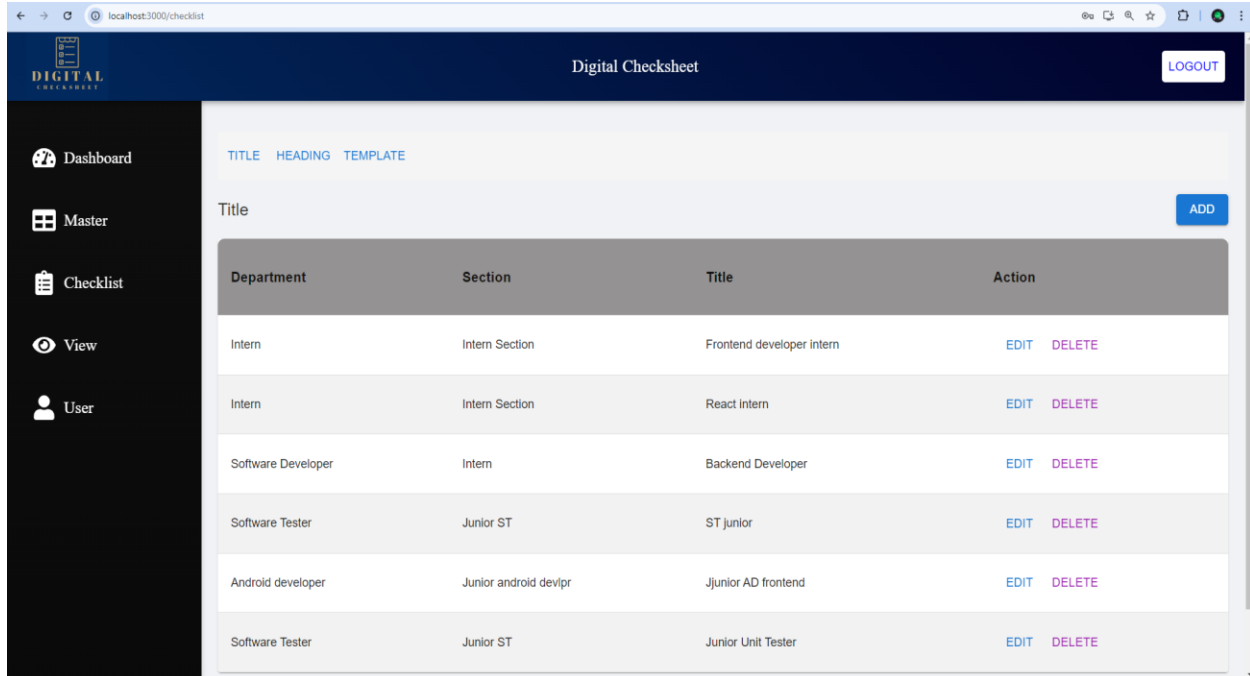 localhost:3000/checklist
DIGITAL
CHECKSHEET
Digital Checksheet
LOGOUT
Dashboard
Master
Checklist
View
User
TITLE HEADING TEMPLATE
Title
ADD
Department Section Title Action
Intern Intern Section Frontend developer intern EDIT DELETE
Intern Intern Section React intern EDIT DELETE
Software Developer Intern Backend Developer EDIT DELETE
Software Tester Junior ST ST junior EDIT DELETE
Android developer Junior android devlpr Jjunior AD frontend EDIT DELETE
Software Tester Junior ST Junior Unit Tester EDIT DELETE